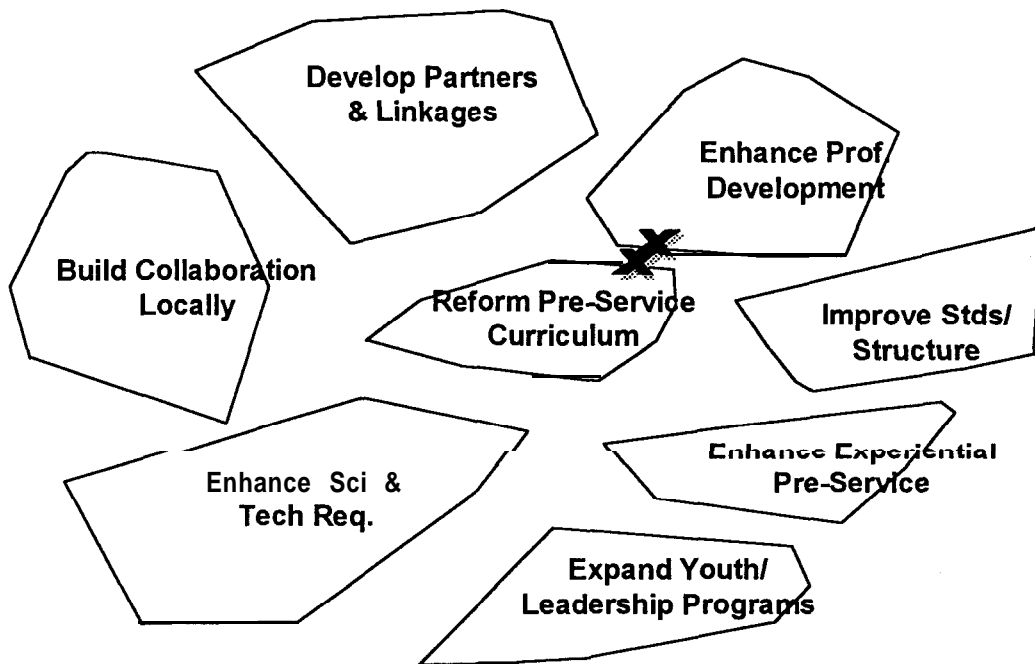 Develop Partners
& Linkages
Enhance Prof.
Development
Build Collaboration
Locally
Reform Pre-Service
Curriculum
Improve Stds/
Structure
Enhance Experiential
Pre-Service
Enhance Sci &
Tech Req.
Expand Youth/
Leadership Programs